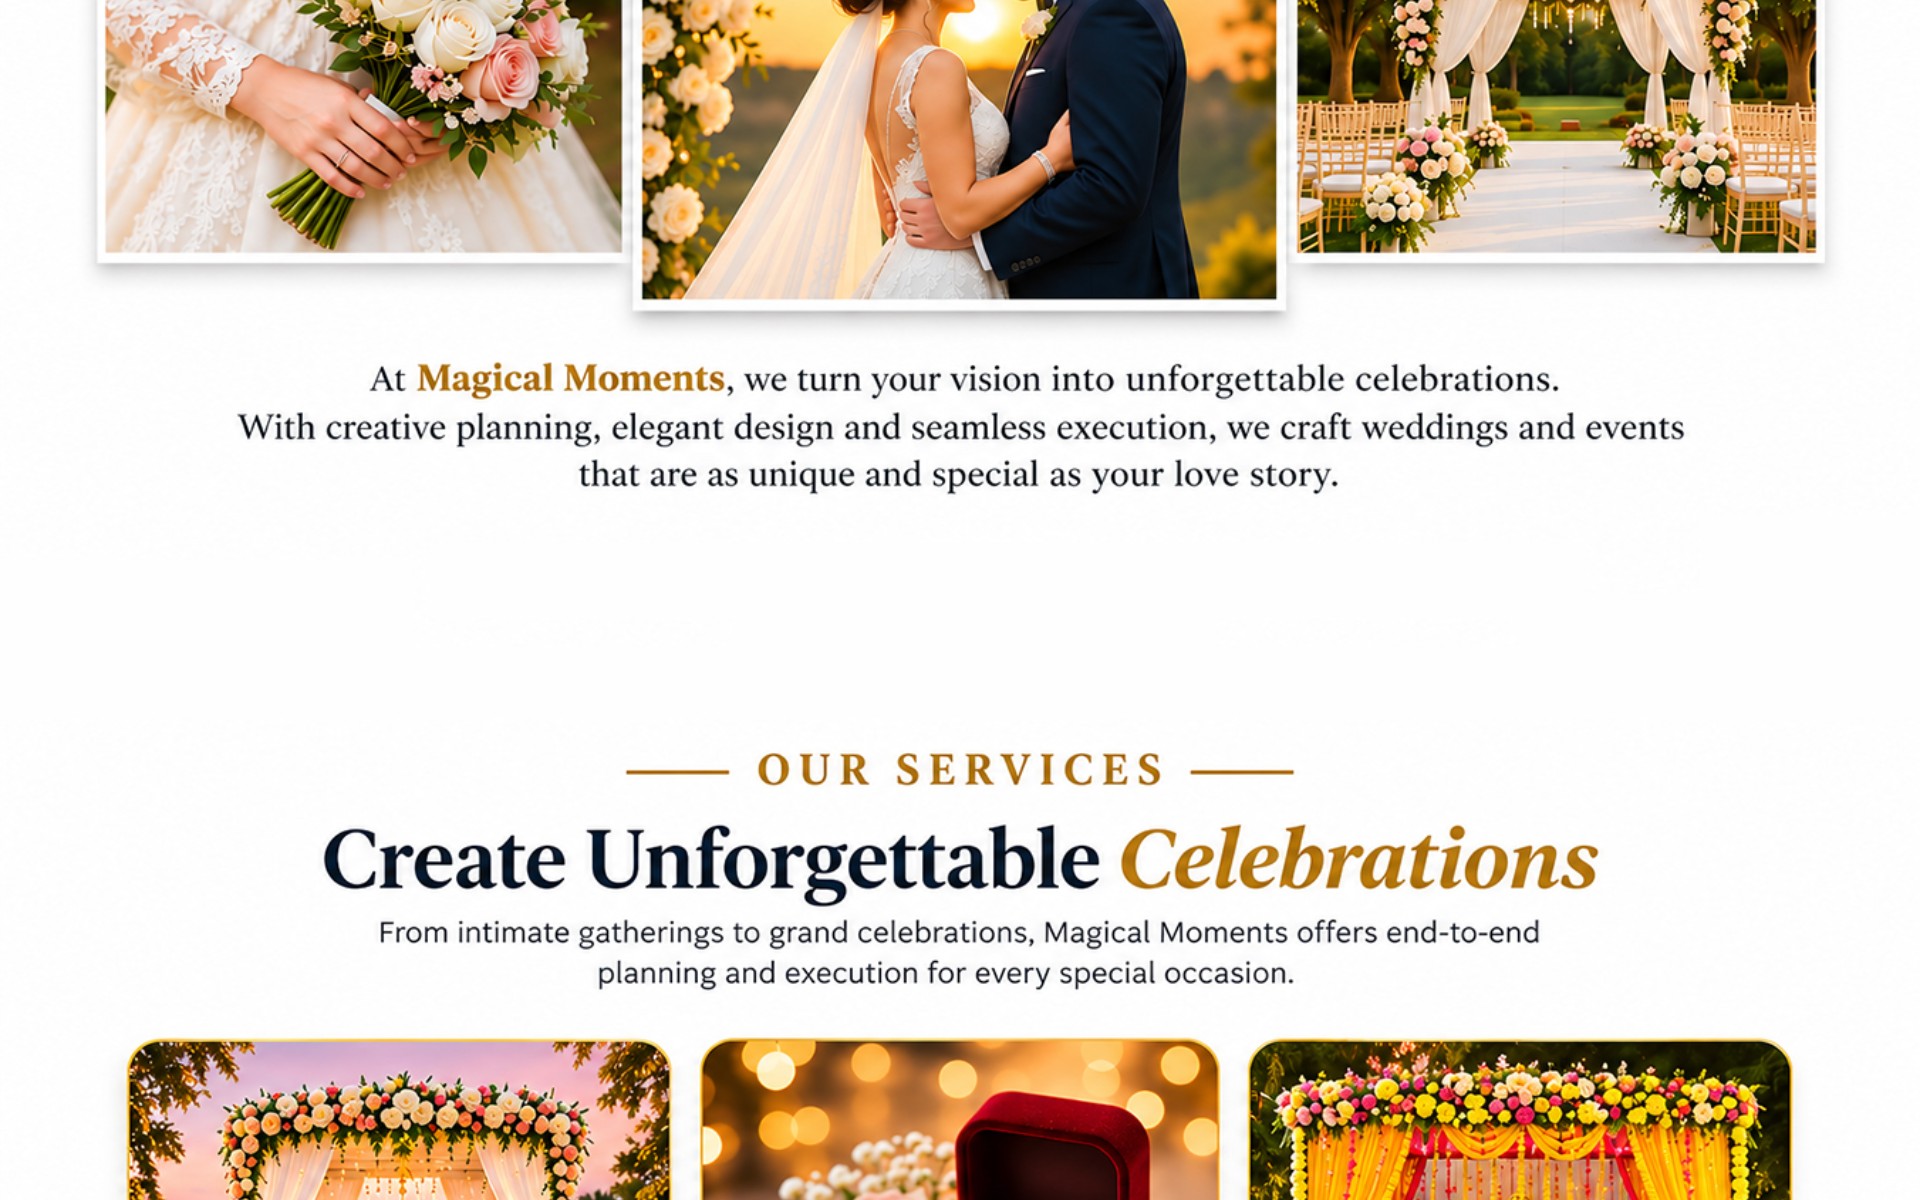 At Magical Moments, we turn your vision into unforgettable celebrations.
With creative planning, elegant design and seamless execution, we craft weddings and events
that are as unique and special as your love story.
OUR SERVICES
Create Unforgettable Celebrations
From intimate gatherings to grand celebrations, Magical Moments offers end-to-end
planning and execution for every special occasion.